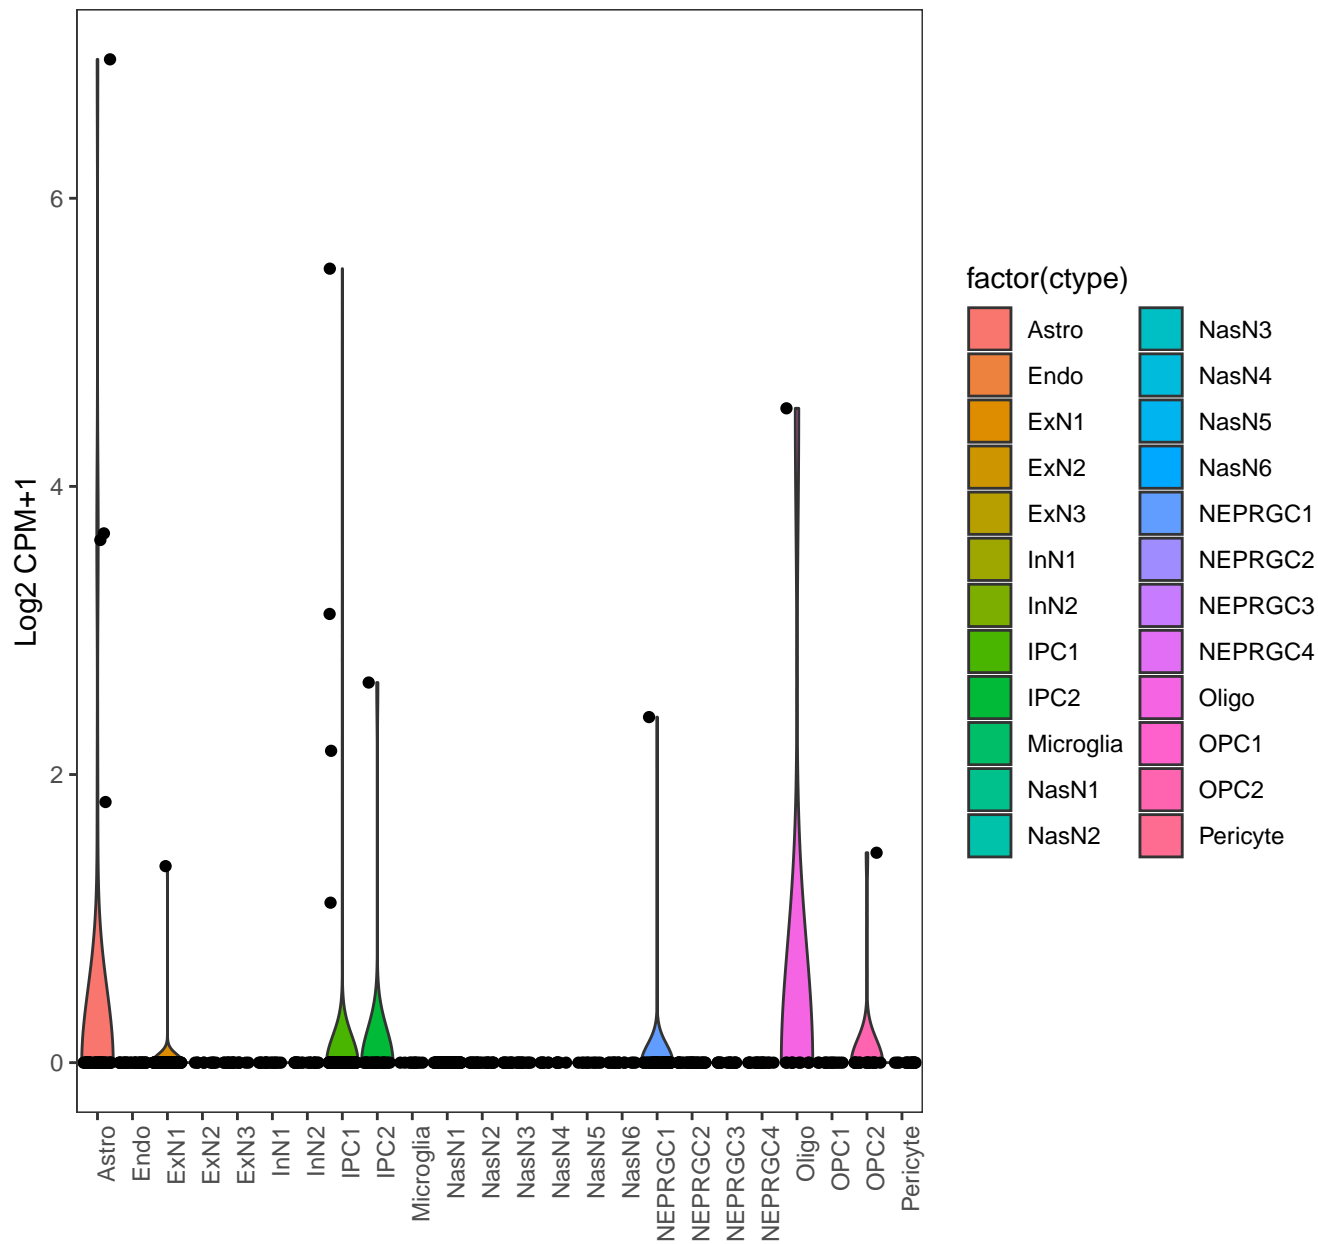 Log2 CPM+1
6
4
2
0
Astro
Endo
ExN1
ExN2
ExN3
InN1
InN2
IPC1
IPC2
Microglia
NasN1
NasN2
NasN3
NasN4
NasN5
NasN6
NEPRGC1
NEPRGC2
NEPRGC3
NEPRGC4
Oligo
OPC1
OPC2
Pericyte
factor(ctype)
Astro
Endo
ExN1
ExN2
ExN3
InN1
InN2
IPC1
IPC2
Microglia
NasN1
NasN2
NasN3
NasN4
NasN5
NasN6
NEPRGC1
NEPRGC2
NEPRGC3
NEPRGC4
Oligo
OPC1
OPC2
Pericyte